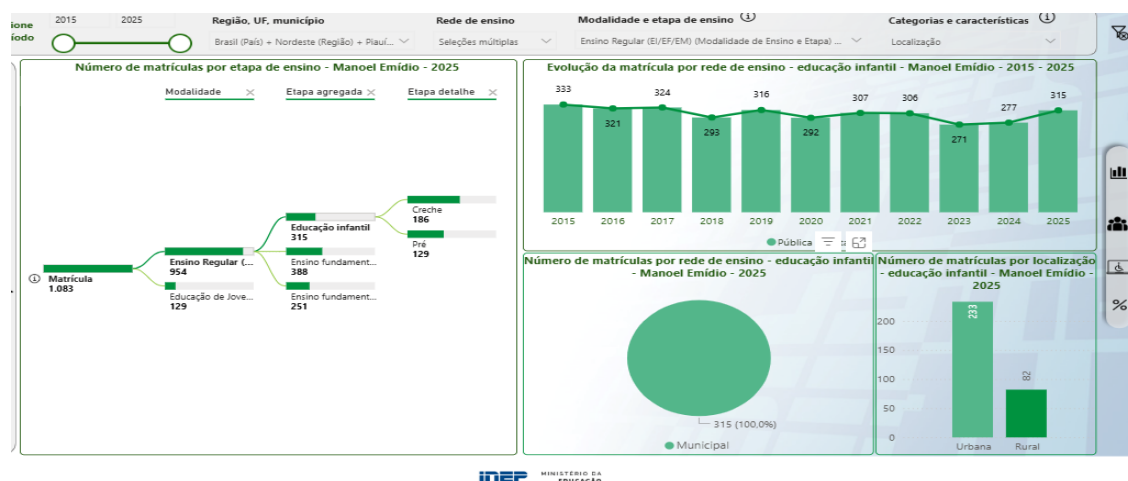 2015 2025 Região, UF, município Rede de ensino Modalidade e etapa de ensino Categorias e características
Brasil (País) + Nordeste (Região) + Piauí... Seleções múltiplas Ensino Regular (EI/EF/EM) (Modalidade de Ensino e Etapa) ... Localização
Número de matrículas por etapa de ensino - Manoel Emídio - 2025
Modalidade Etapa agregada Etapa detalhe
Creche
186
Educação infantil
315
Pré
129
Ensino Regular (...
954
Ensino fundament...
388
Matrícula
1.083
Educação de Jove...
129
Ensino fundament...
251
Evolução da matrícula por rede de ensino - educação infantil - Manoel Emídio - 2015 - 2025
333 321 324 293 316 292 307 306 271 277 315
2015 2016 2017 2018 2019 2020 2021 2022 2023 2024 2025
Pública
Número de matrículas por rede de ensino - educação infantil
- Manoel Emídio - 2025
315 (100,0%)
Municipal
Número de matrículas por localização
- educação infantil - Manoel Emídio -
2025
200
150
100
50
0
233
82
Urbana Rural
%
inep MINISTÉRIO DA
EDUCAÇÃO